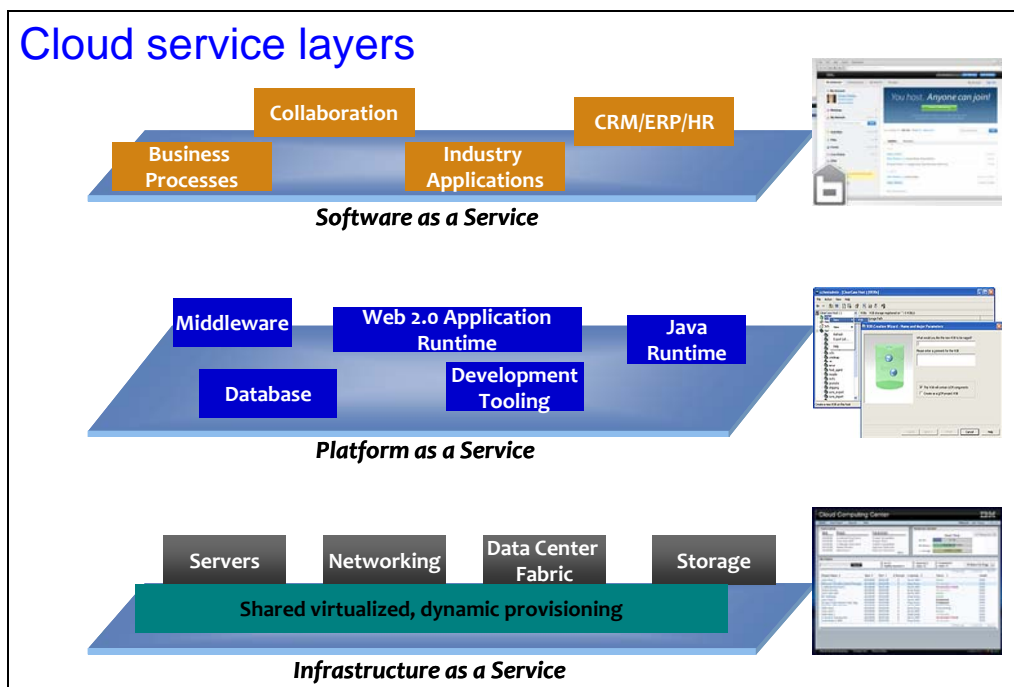 Cloud service layers
Collaboration
CRM/ERP/HR
Business
Processes
Industry
Applications
Software as a Service
You host. Anyone can join!
Middleware
Web 2.0 Application
Runtime
Java
Runtime
Database
Development
Tooling
Platform as a Service
Servers
Networking
Data Center
Fabric
Storage
Shared virtualized, dynamic provisioning
Infrastructure as a Service
Cloud Computing Center
IBM